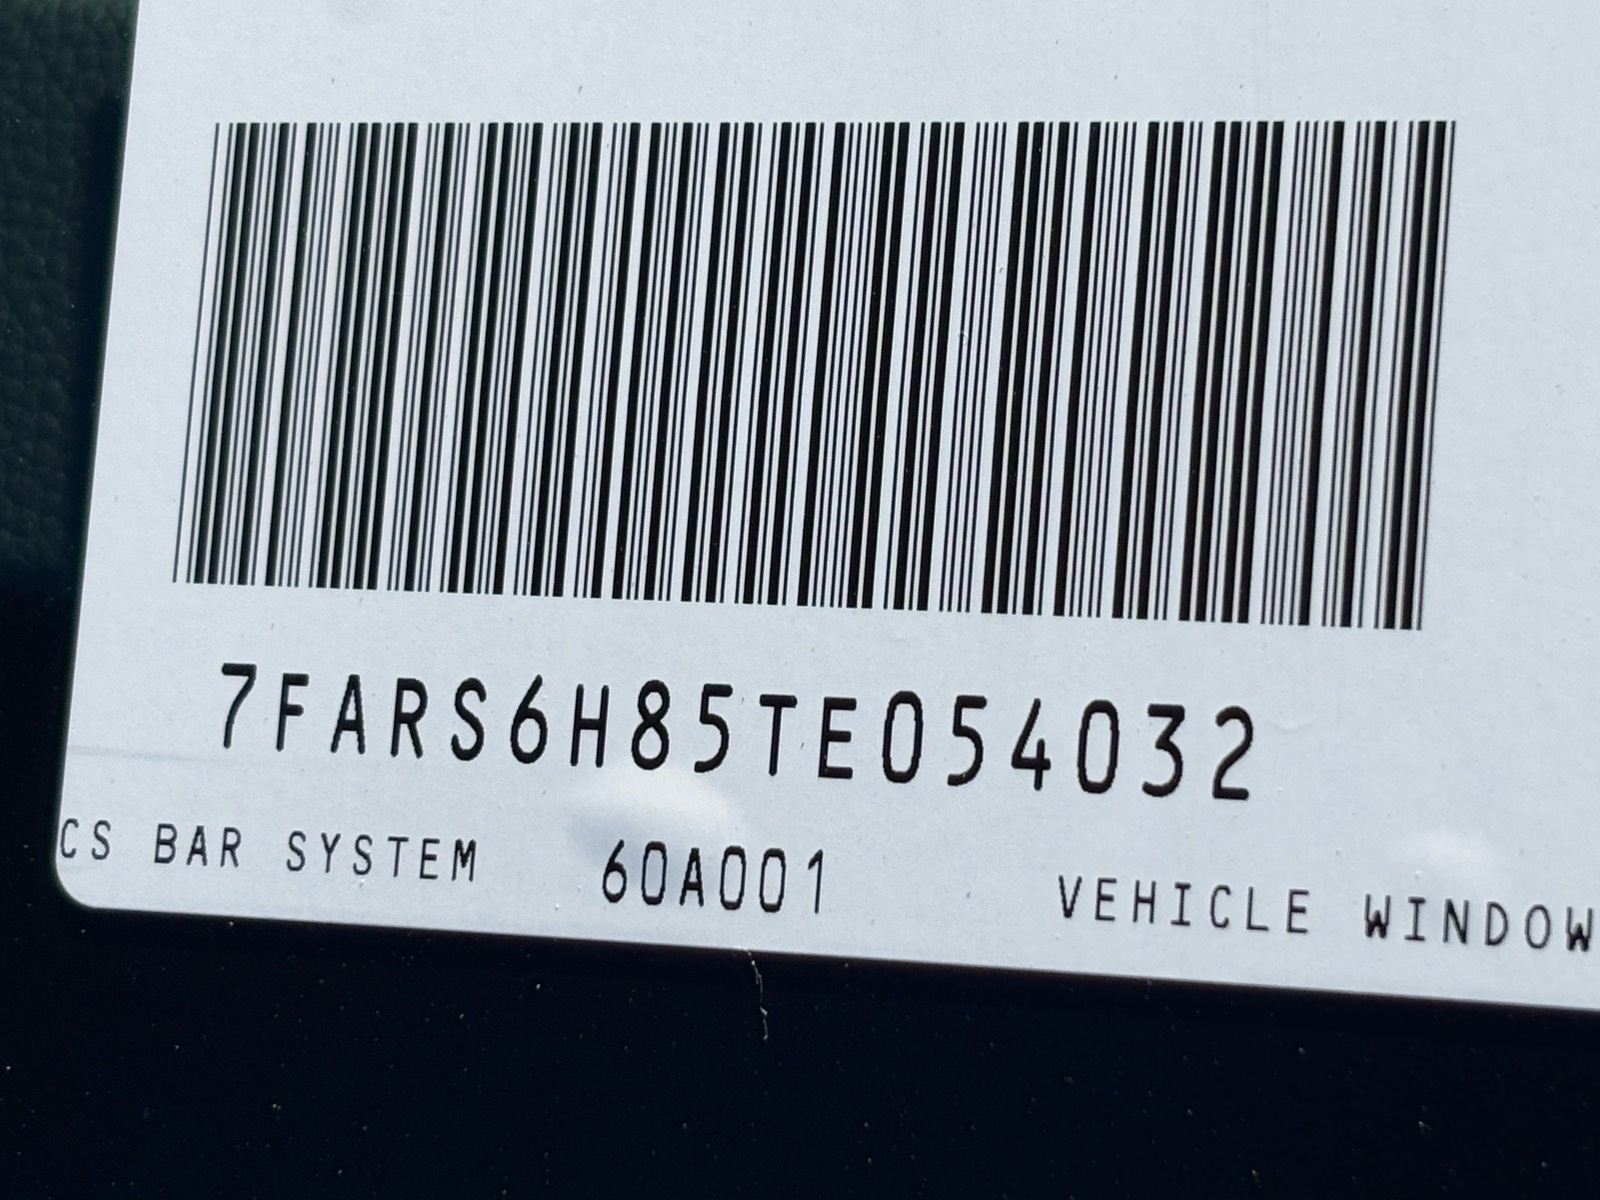 7FARS6H85TE054032
CS BAR SYSTEM 60A001 VEHICLE WINDOW